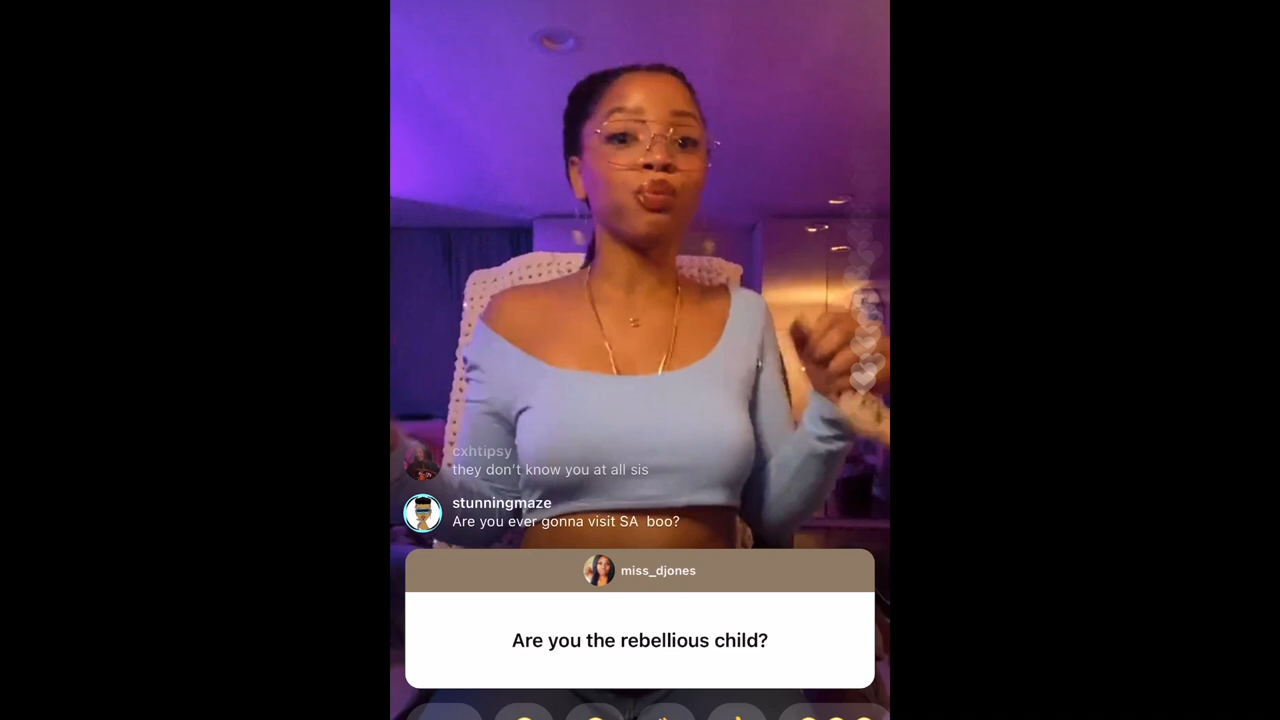 cxhtipsy
they don’t know you at all sis
stunningmaze
Are you ever gonna visit SA  boo?
miss_djones
Are you the rebellious child?